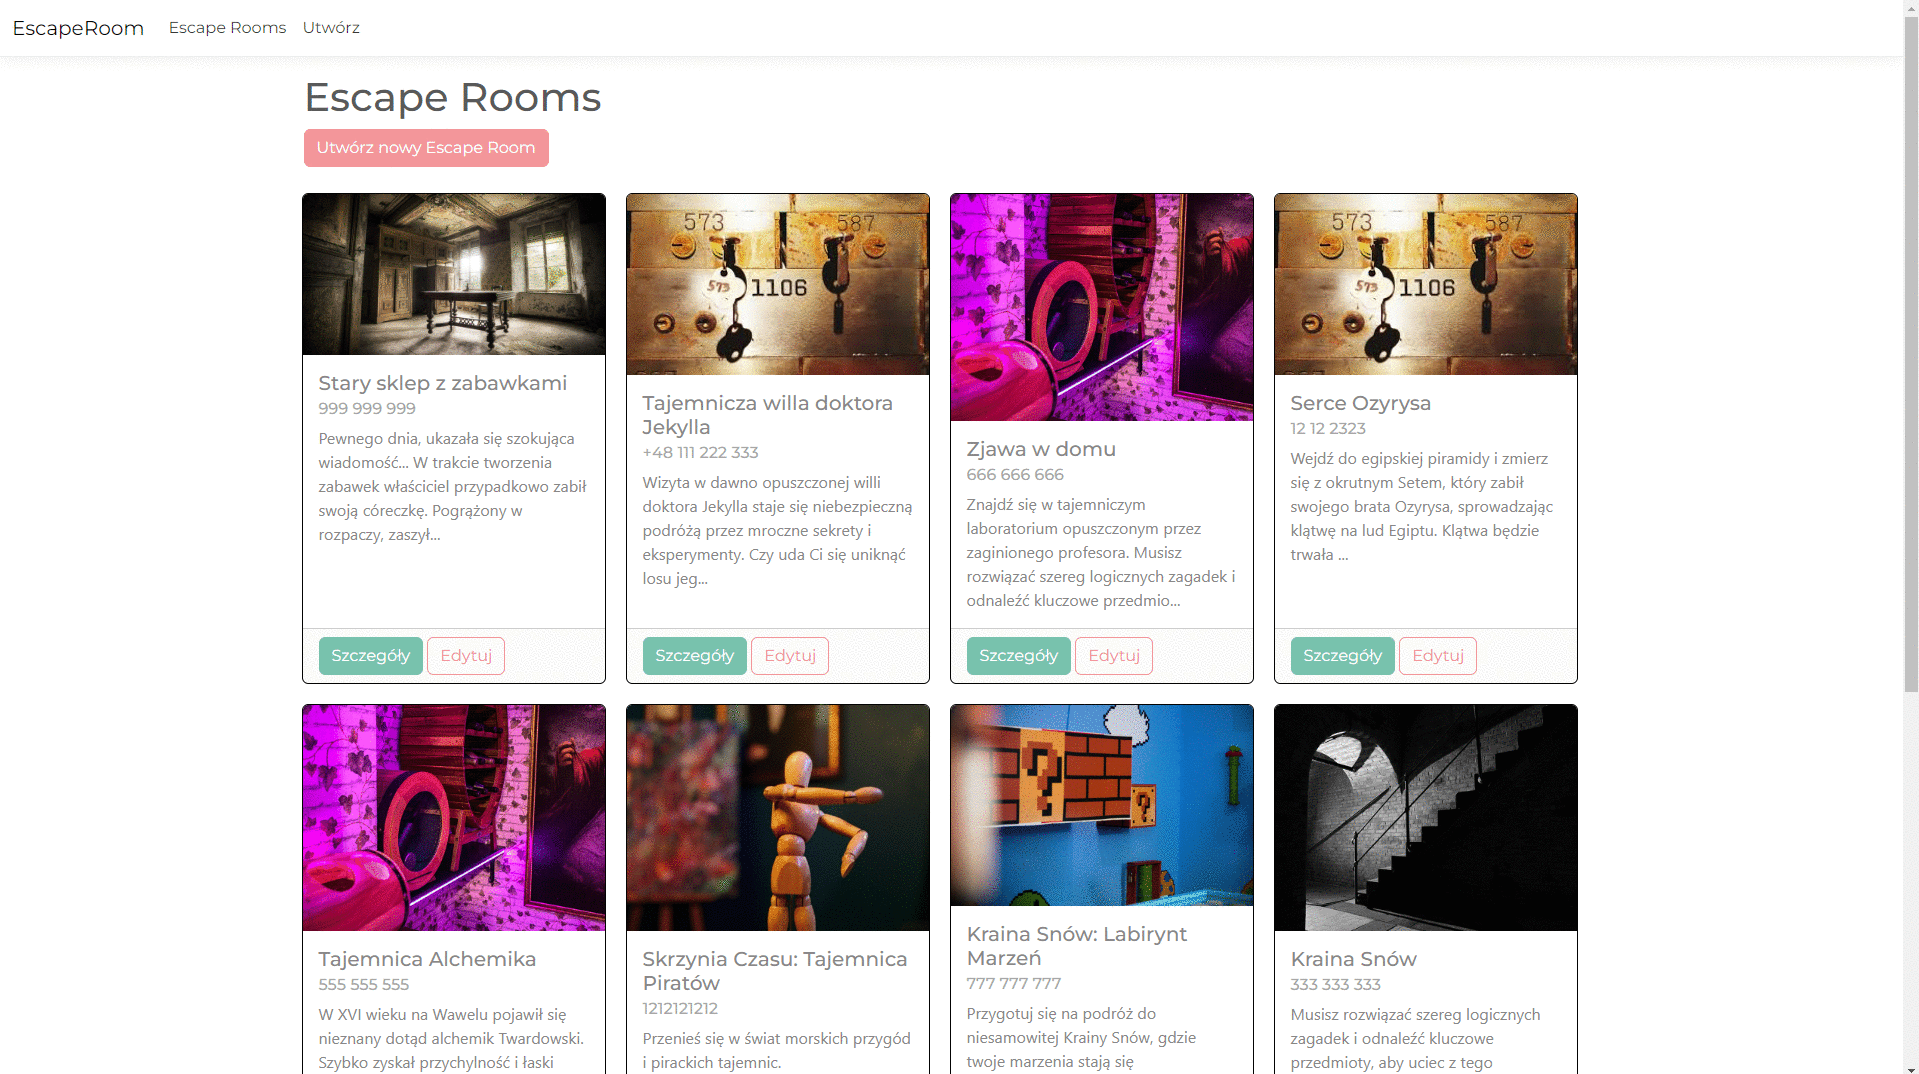 EscapeRoom Escape Rooms Utwórz
Escape Rooms
Utwórz nowy Escape Room
573 587
573 1106
573 587
573 1106
Stary sklep z zabawkami
999 999 999
Pewnego dnia, ukazała się szokująca
wiadomość... W trakcie tworzenia
zabawek właściciel przypadkowo zabił
swoją córeczkę. Pogrążony w
rozpaczy, zaszył...
Szczegóły Edytuj
Tajemnicza willa doktora
Jekylla
+48 111 222 333
Wizyta w dawno opuszczonej willi
doktora Jekylla staje się niebezpieczną
podróżą przez mroczne sekrety i
eksperymenty. Czy uda Ci się uniknąć
losu jeg...
Szczegóły Edytuj
Zjawa w domu
666 666 666
Znajdź się w tajemniczym
laboratorium opuszczonym przez
zaginionego profesora. Musisz
rozwiązać szereg logicznych zagadek i
odnaleźć kluczowe przedmio...
Szczegóły Edytuj
Serce Ozyrysa
12 12 2323
Wejdź do egipskiej piramidy i zmierz
się z okrutnym Setem, który zabił
swojego brata Ozyrysa, sprowadzając
klątwę na lud Egiptu. Klątwa będzie
trwała ...
Szczegóły Edytuj
Tajemnica Alchemika
555 555 555
W XVI wieku na Wawelu pojawił się
nieznany dotąd alchemik Twardowski.
Szybko zyskał przychylność i łaski
Skrzynia Czasu: Tajemnica
Piratów
1212121212
Przenieś się w świat morskich przygód
i pirackich tajemnic.
Kraina Snów: Labirynt
Marzeń
777 777 777
Przygotuj się na podróż do
niesamowitej Krainy Snów, gdzie
twoje marzenia stają się
Kraina Snów
333 333 333
Musisz rozwiązać szereg logicznych
zagadek i odnaleźć kluczowe
przedmioty, aby uciec z tego